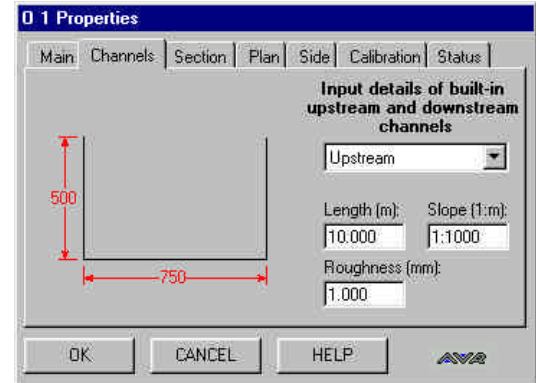 0 1 Properties
Main Channels Section Plan Side Calibration Status
Input details of built-in
upstream and downstream
channels
Upstream
500
750
Length (m): Slope (1:m):
10.000 1:1000
Roughness (mm):
1.000
OK CANCEL HELP